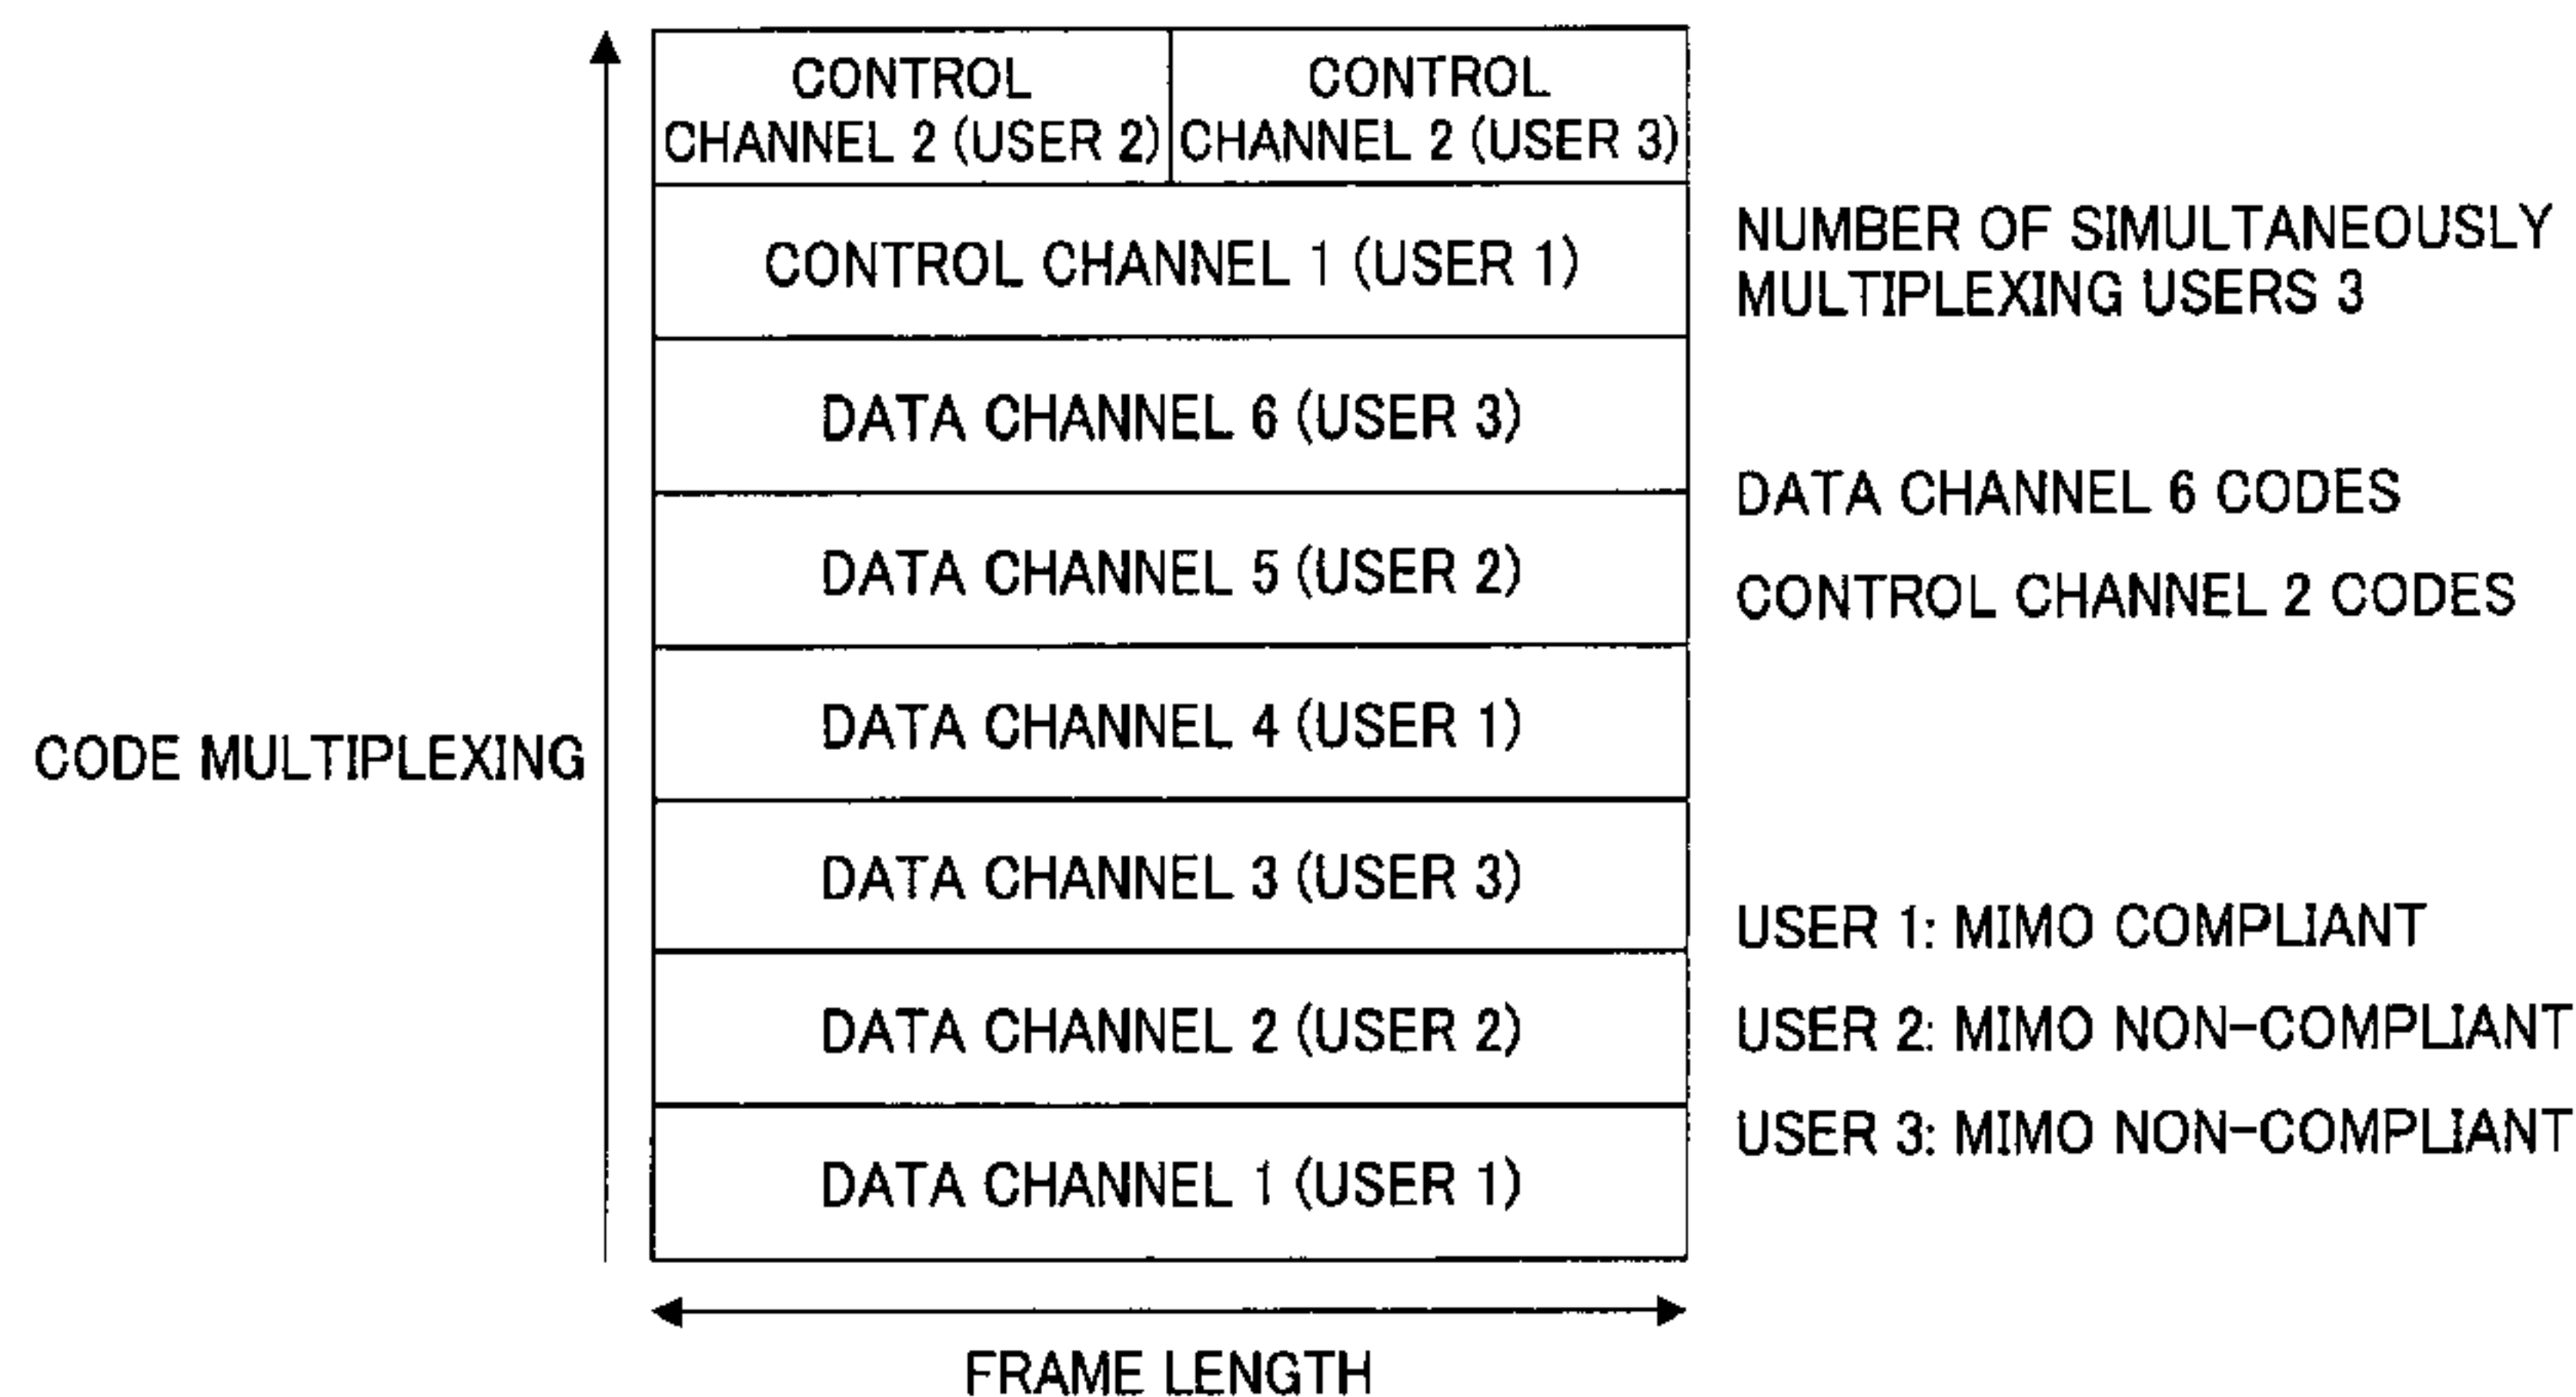 CONTROL
CHANNEL 2 (USER 2)
CONTROL
CHANNEL 2 (USER 3)
CONTROL CHANNEL 1 (USER 1)
DATA CHANNEL 6 (USER 3)
DATA CHANNEL 5 (USER 2)
DATA CHANNEL 4 (USER 1)
DATA CHANNEL 3 (USER 3)
DATA CHANNEL 2 (USER 2)
DATA CHANNEL 1 (USER 1)
CODE MULTIPLEXING
FRAME LENGTH
NUMBER OF SIMULTANEOUSLY
MULTIPLEXING USERS 3
DATA CHANNEL 6 CODES
CONTROL CHANNEL 2 CODES
USER 1: MIMO COMPLIANT
USER 2: MIMO NON-COMPLIANT
USER 3: MIMO NON-COMPLIANT